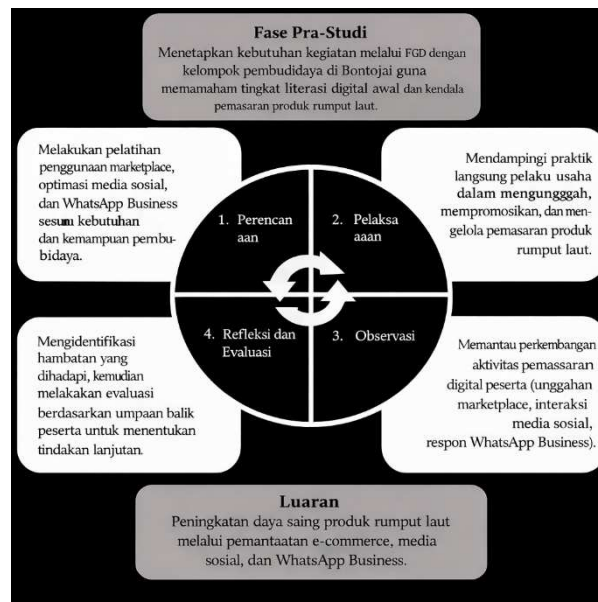 Fase Pra-Studi
Menetapkan kebutuhan kegiatan melalui FGD dengan
kelompok pembudidaya di Bontojai guna
memamaham tingkat literasi digital awal dan kendala
pemasaran produk rumput laut.
Melakukan pelatihan
penggunaan marketplace,
optimasi media sosial,
dan WhatsApp Business
dan kemampuan pembu-
bidaya.
Mendampingi praktik
langsung pelaku usaha
dalam mengungggah,
mempromosikan, dan men-
gelola pemasaran produk
rumput laut.
1. Perencan
aan
2. Pelaksa
aaan
4. Refleksi dan
Evaluasi
3. Observasi
Mengidentifikasi
hambatan yang
dihadapi, kemudian
melakakan evaluasi
berdasarkan umpaan balik
peserta untuk menentukan
tindakan lanjutan.
Memantau perkembangan
aktivitas pemassaran
digital peserta (unggahan
marketplace, interaksi
media sosial,
respon WhatsApp Business).
Luaran
Peningkatan daya saing produk rumput laut
melalui pemantaatan e-commerce, media
sosial, dan WhatsApp Business.